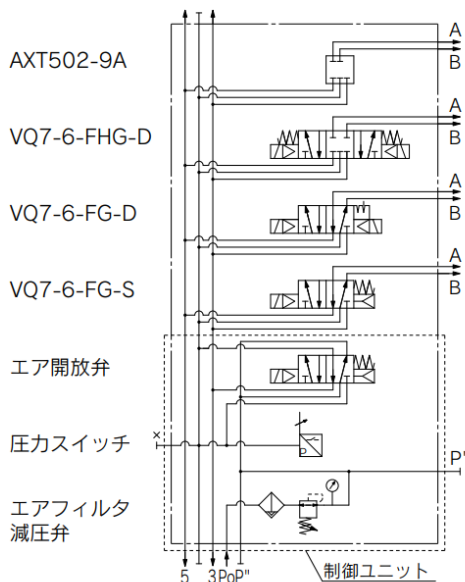 AXT502-9A
A
B
VQ7-6-FHG-D
A
B
VQ7-6-FG-D
A
B
VQ7-6-FG-S
A
B
エア開放弁
圧力スイッチ
×
P
P"
エアフィルタ
減圧弁
5 3 Po P"
制御ユニット